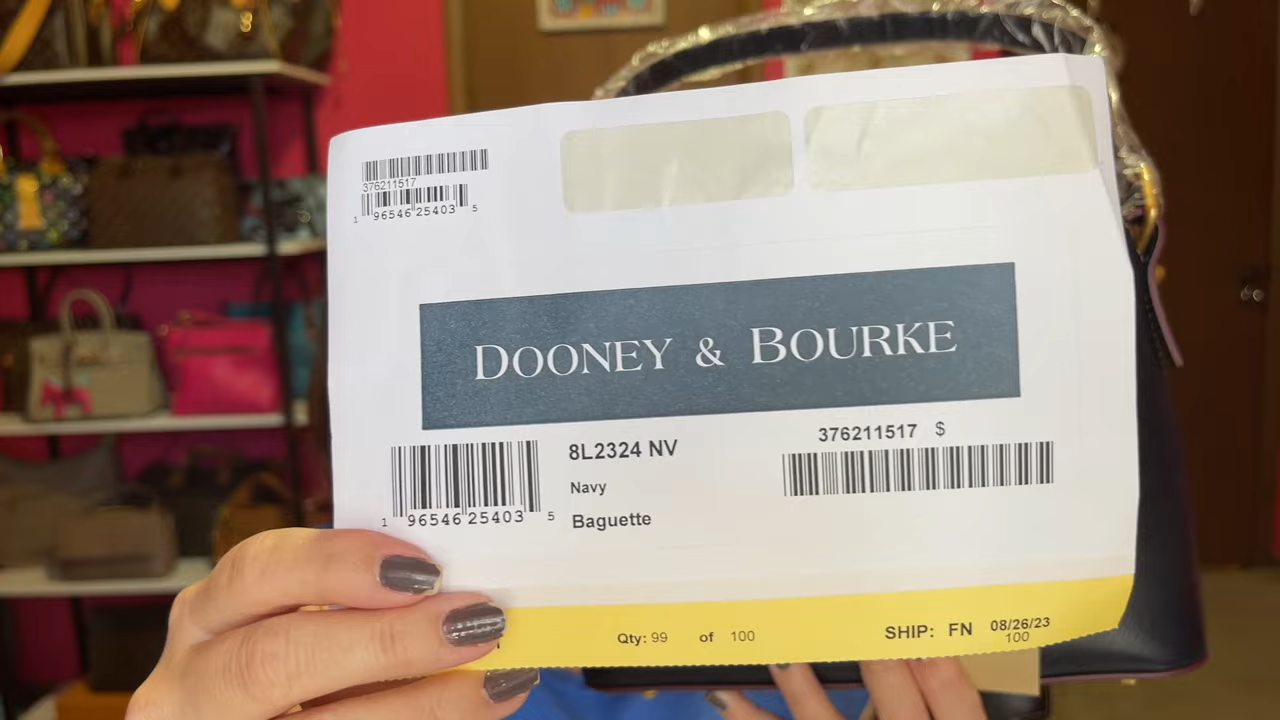 376211517
1 96546 25403 5
DOONEY & BOURKE
8L2324 NV
Navy
Baguette
376211517 $
1 96546 25403 5
Qty: 99 of 100
SHIP: FN 08/26/23
100